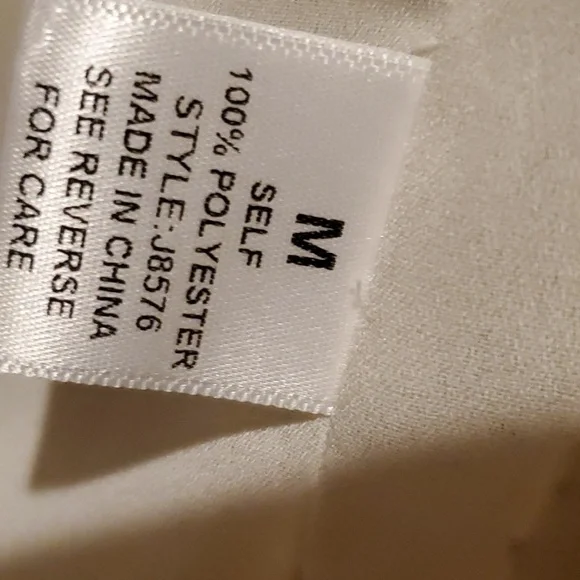 M
SELF
100% POLYESTER
STYLE:J8576
MADE IN CHINA
SEE REVERSE
FOR CARE